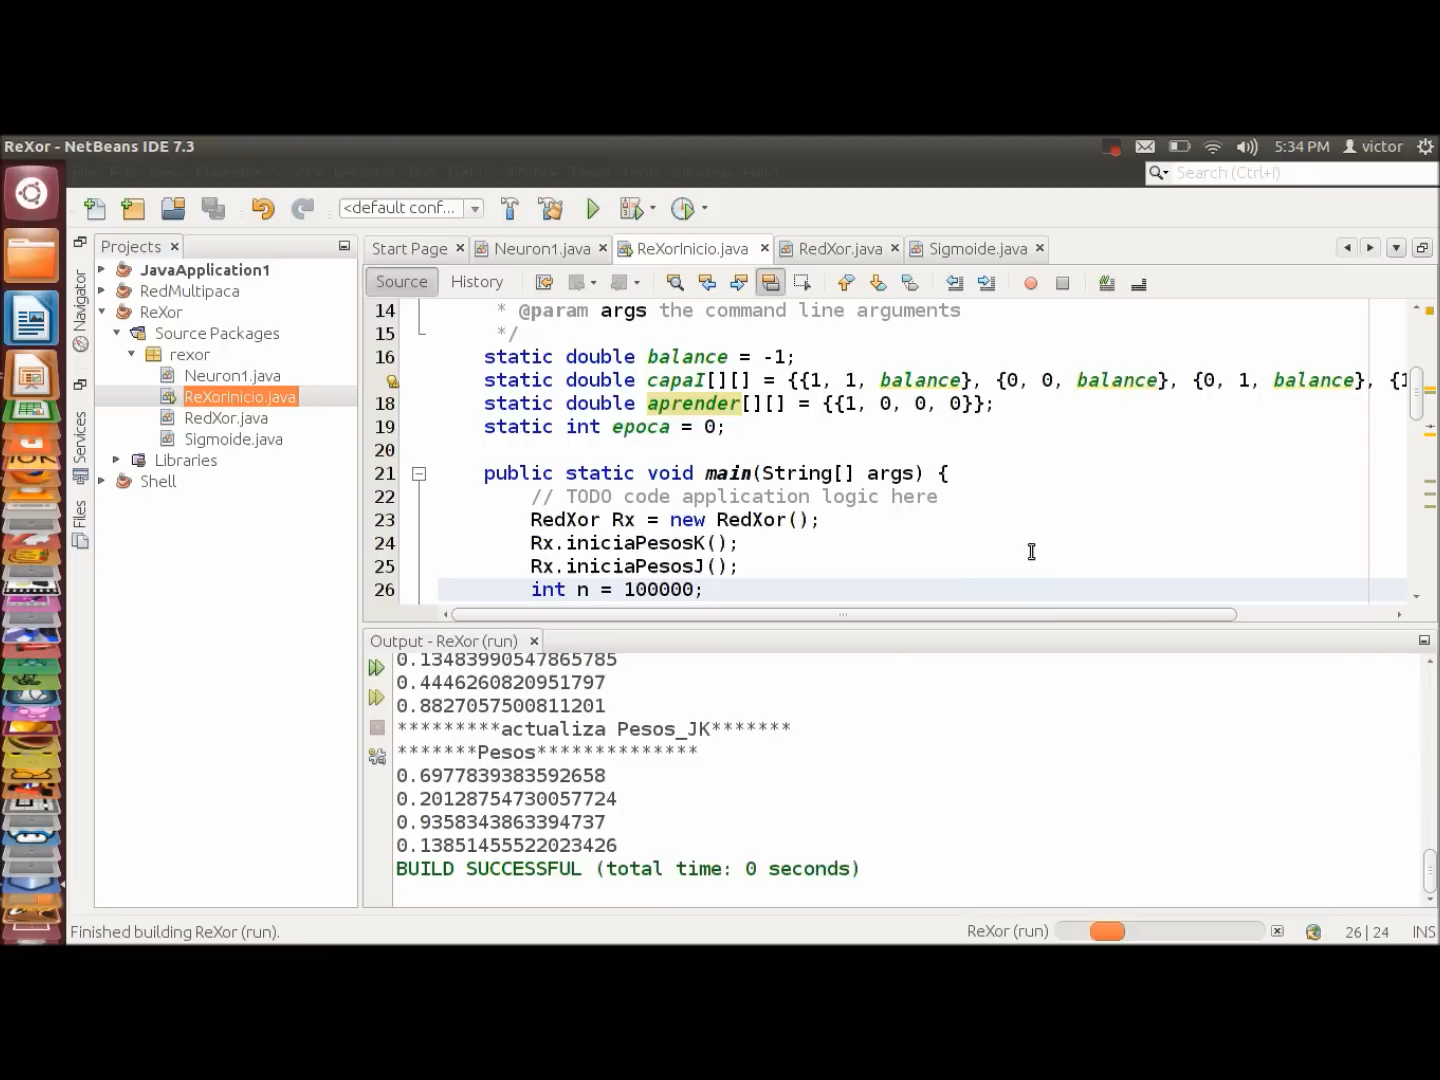 ReXor - NetBeans IDE 7.3
5:34 PM victor
Search (Ctrl+I)
<default conf...
Projects
Start Page
Neuron1.java
ReXorInicio.java
RedXor.java
Sigmoide.java
Source History
JavaApplication1
RedMultipaca
ReXor
Source Packages
rexor
Neuron1.java
ReXorInicio.java
RedXor.java
Sigmoide.java
Libraries
Shell
Navigator
Services
Files
14 * @param args the command line arguments
15 */
16 static double balance = -1;
static double capaI[][] = {{1, 1, balance}, {0, 0, balance}, {0, 1, balance}, {1
18 static double aprender[][] = {{1, 0, 0, 0}};
19 static int epoca = 0;
20
21 public static void main(String[] args) {
22 // TODO code application logic here
23 RedXor Rx = new RedXor();
24 Rx.iniciaPesosK();
25 Rx.iniciaPesosJ();
26 int n = 100000;
Output - ReXor (run)
0.13483990547865785
0.4446260820951797
0.8827057500811201
*********actualiza Pesos_JK*******
*******Pesos**************
0.6977839383592658
0.20128754730057724
0.9358343863394737
0.13851455522023426
BUILD SUCCESSFUL (total time: 0 seconds)
Finished building ReXor (run).
ReXor (run)
26 | 24 INS